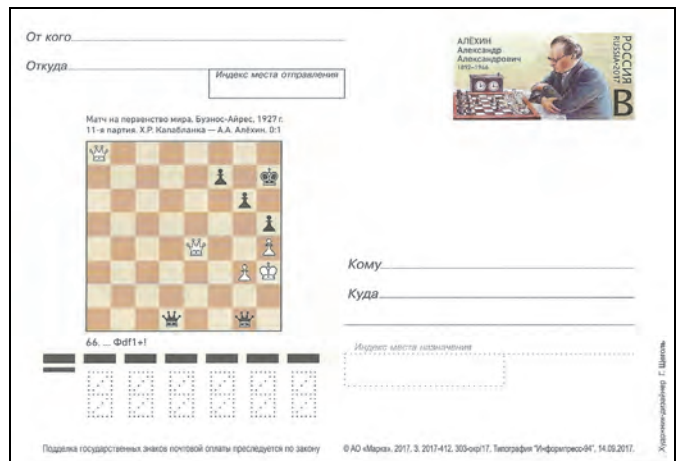 От кого
Откуда
Индекс места отправления
АЛЁХИН
Александр
Александрович
1892–1946
РОССИЯ
RUSSIA•2017
В
Матч на первенство мира. Буэнос-Айрес, 1927 г.
11-я партия. Х.Р. Капабланка — А.А. Алёхин. 0:1
66. ... Фdf1+!
Кому
Куда
Индекс места назначения
Подделка государственных знаков почтовой оплаты преследуется по закону
© АО «Марка». 2017. З. 2017-412, 303-окр/17. Типография "Информпресс-94", 14.09.2017.
Художник-дизайнер Г. Щеголь